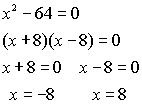 x² − 64 = 0
(x + 8)(x − 8) = 0
x + 8 = 0   x − 8 = 0
x = −8   x = 8